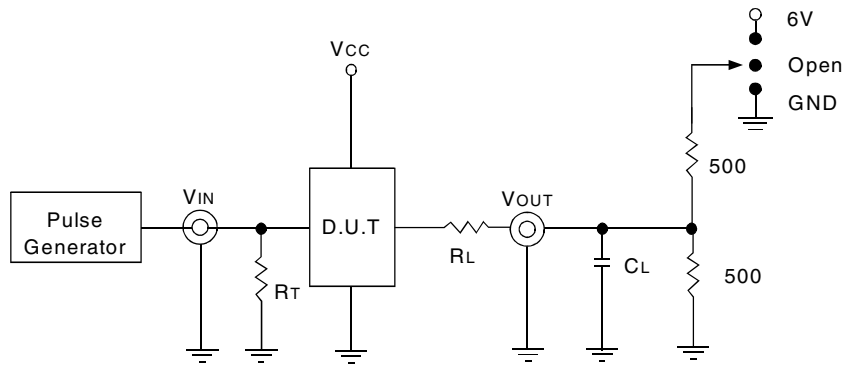 6V
Open
GND
VCC
500
VIN
VOUT
Pulse
Generator
D.U.T
RL
RT
CL
500